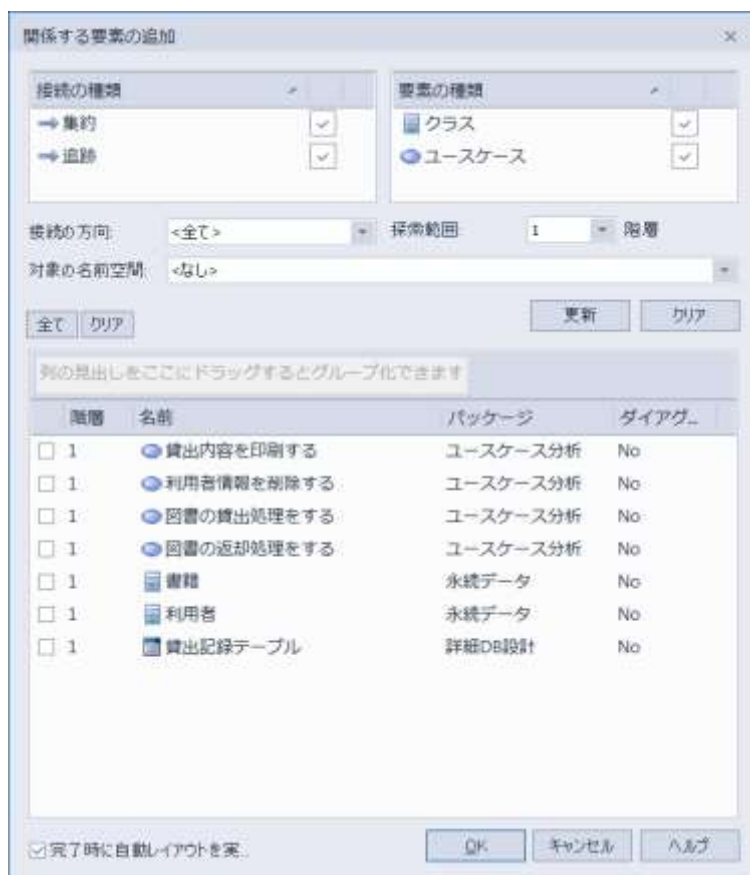 関係する要素の追加
接続の種類
集約
追跡
要素の種類
クラス
ユースケース
接続の方向: <全て> 探索範囲: 1 階層
対象の名前空間: <なし>
全て クリア 更新 クリア
列の見出しをここにドラッグするとグループ化できます
階層 名前 パッケージ ダイアグ...
1 貸出内容を印刷する ユースケース分析 No
1 利用者情報を削除する ユースケース分析 No
1 図書の貸出処理をする ユースケース分析 No
1 図書の返却処理をする ユースケース分析 No
1 書籍 永続データ No
1 利用者 永続データ No
1 貸出記録テーブル 詳細DB設計 No
完了時に自動レイアウトを実... OK キャンセル ヘルプ